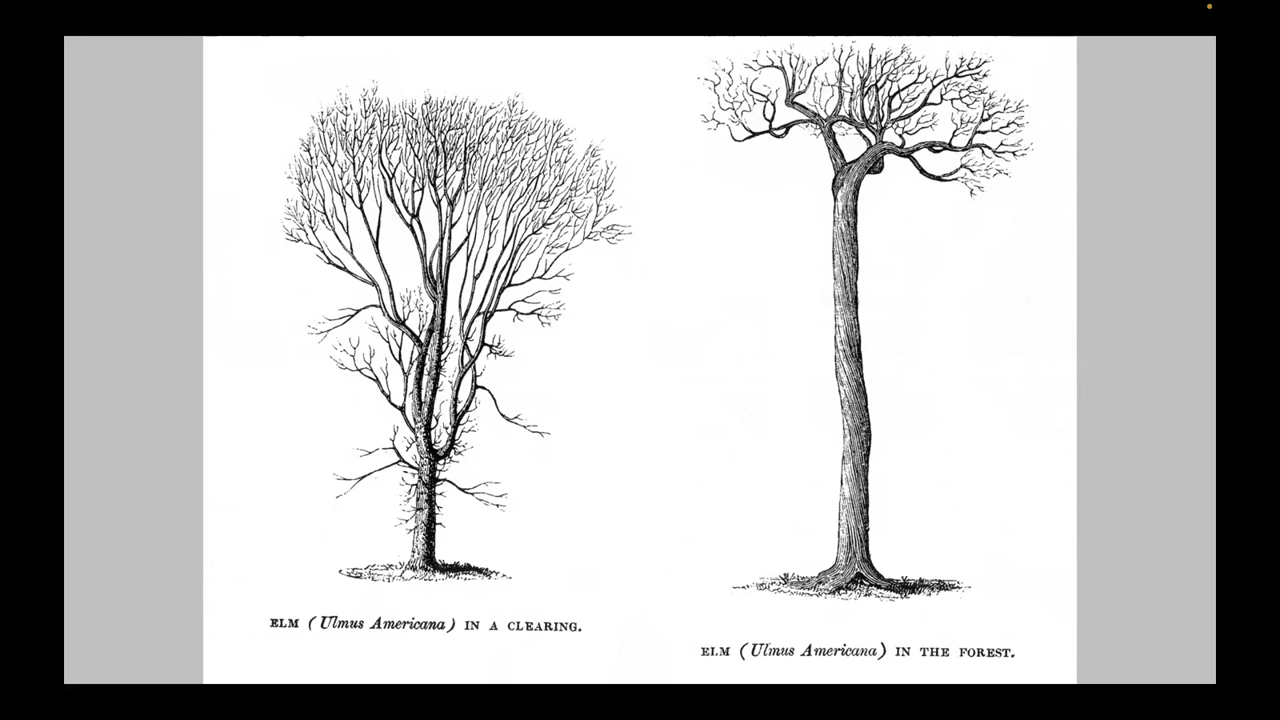 ELM (Ulmus Americana) IN A CLEARING.
ELM (Ulmus Americana) IN THE FOREST.